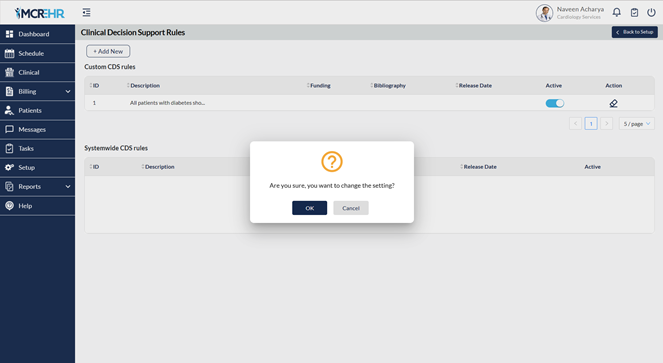 MCREHR
Naveen Acharya
Cardiology Services
Dashboard
Schedule
Clinical
Billing
Patients
Messages
Tasks
Setup
Reports
Help
Clinical Decision Support Rules
Back to Setup
+ Add New
Custom CDS rules
ID Description Funding Bibliography Release Date Active Action
1 All patients with diabetes sho...
1 5 / page
Systemwide CDS rules
ID Description Release Date Active
Are you sure, you want to change the setting?
OK Cancel